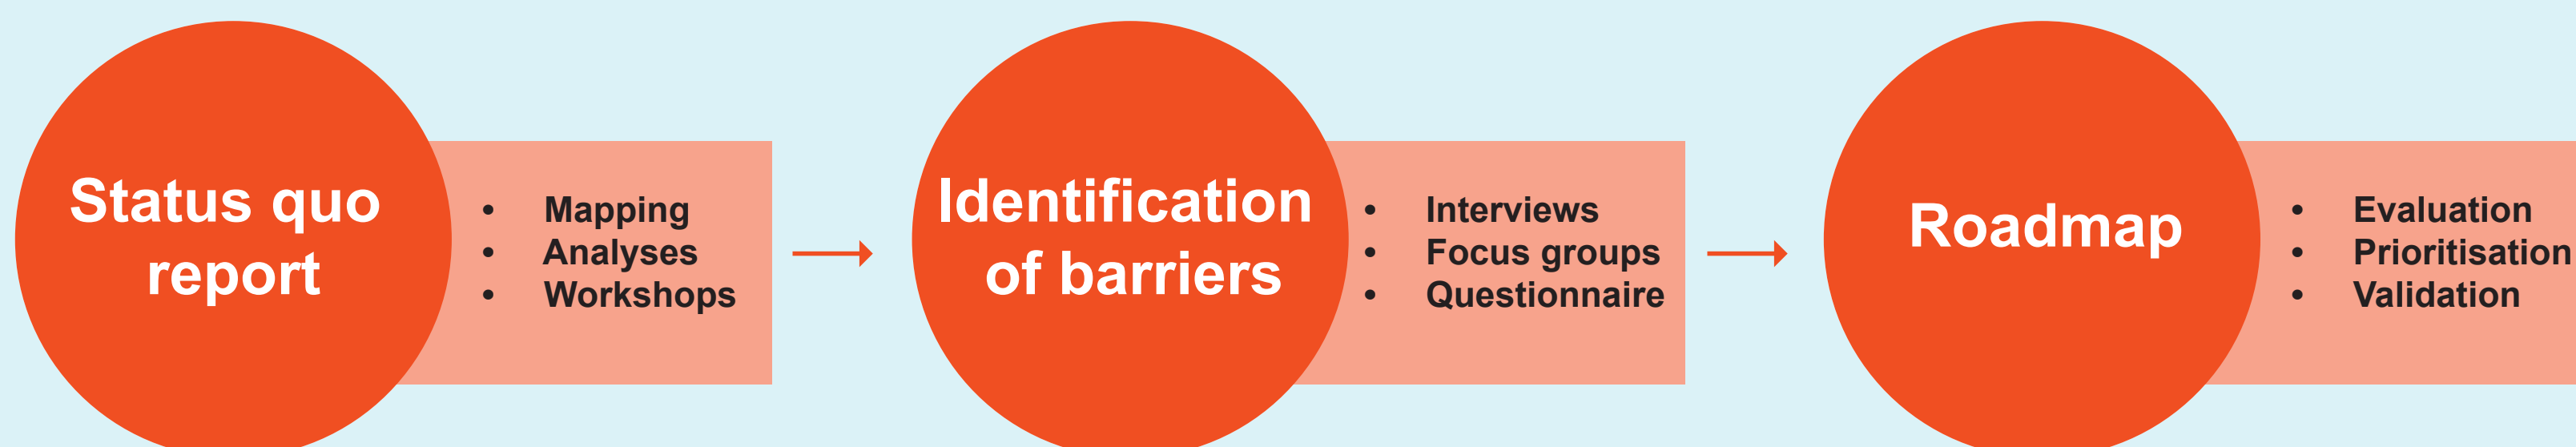 Status quo
report
• Mapping
• Analyses
• Workshops
Identification
of barriers
• Interviews
• Focus groups
• Questionnaire
Roadmap
• Evaluation
• Prioritisation
• Validation